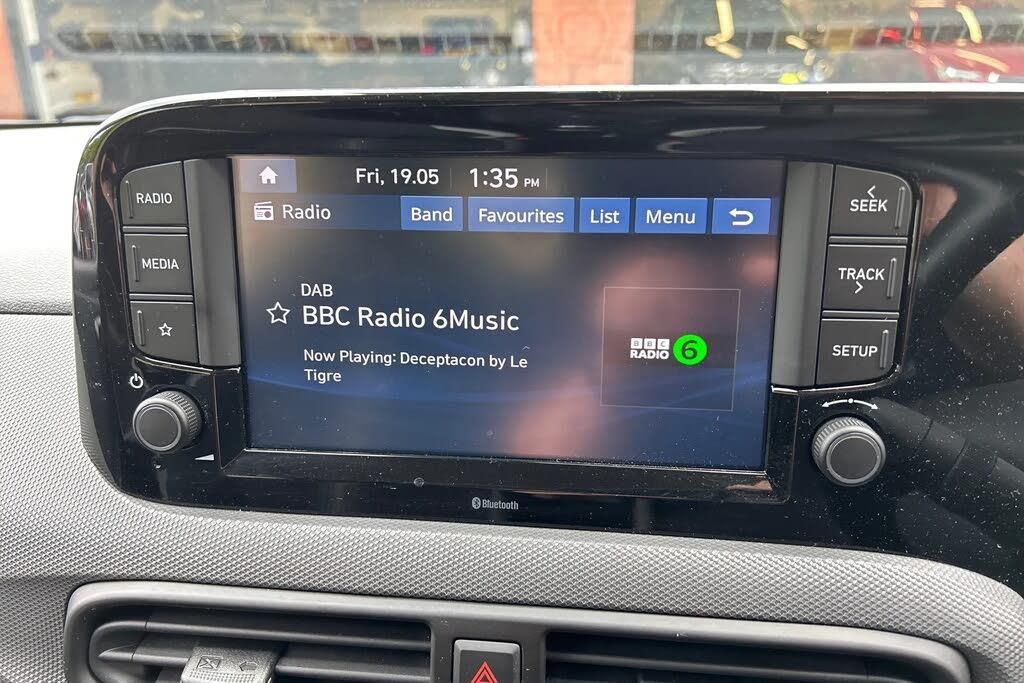 Fri, 19.05 1:35 PM
Radio Band Favourites List Menu
DAB
BBC Radio 6Music
Now Playing: Deceptacon by Le
Tigre
BBC
RADIO 6
RADIO
MEDIA
SEEK
TRACK
SETUP
Bluetooth